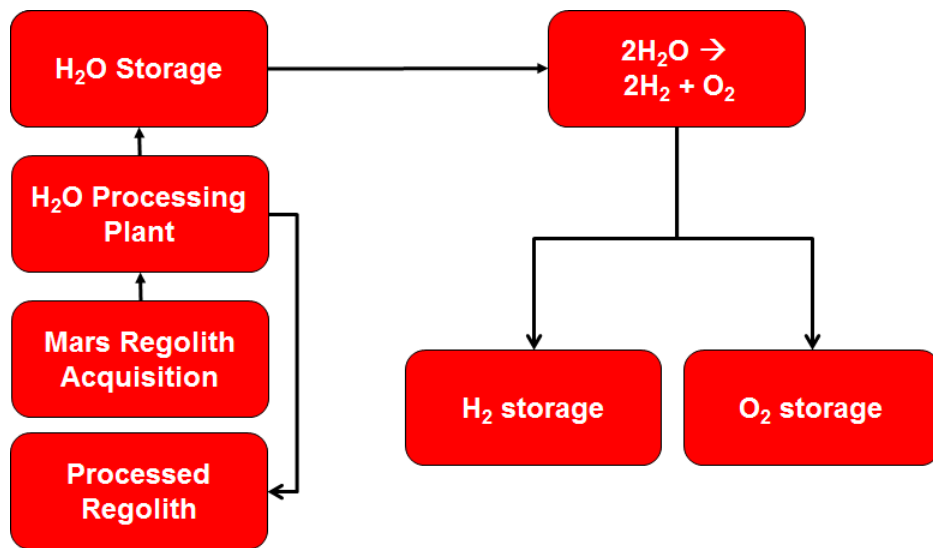 H₂O Storage
2H₂O →
2H₂ + O₂
H₂O Processing
Plant
Mars Regolith
Acquisition
H₂ storage
O₂ storage
Processed
Regolith